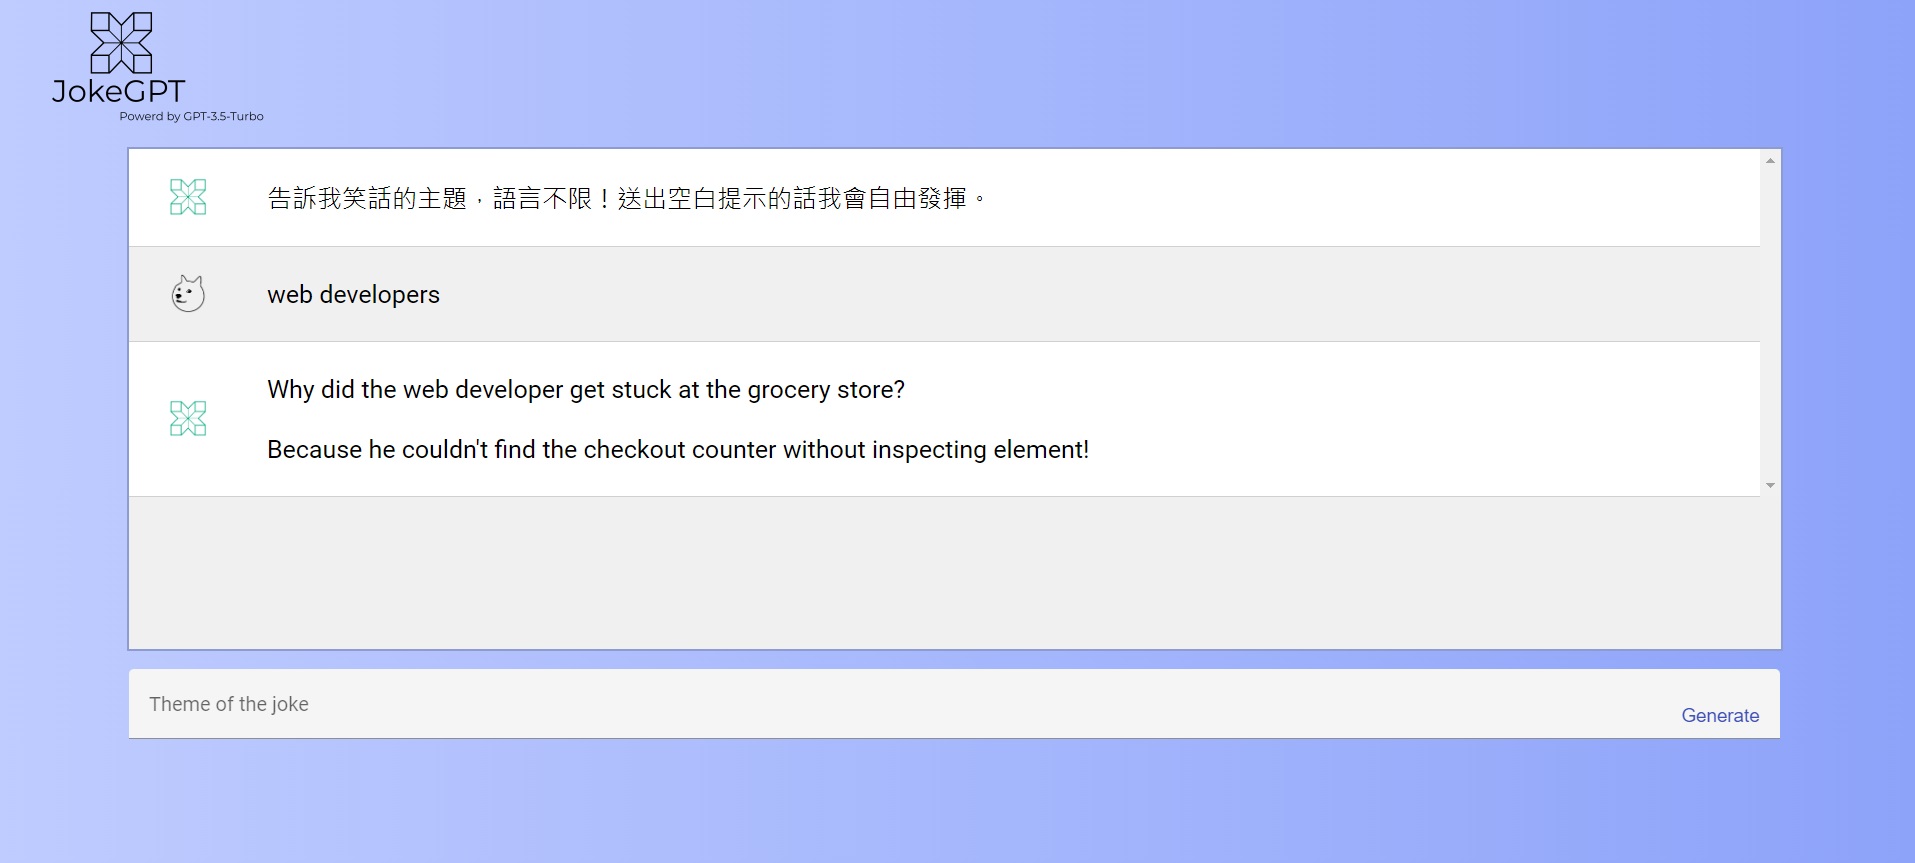 JokeGPT
Powerd by GPT-3.5-Turbo
告訴我笑話的主題，語言不限！送出空白提示的話我會自由發揮。
web developers
Why did the web developer get stuck at the grocery store?
Because he couldn't find the checkout counter without inspecting element!
Theme of the joke
Generate